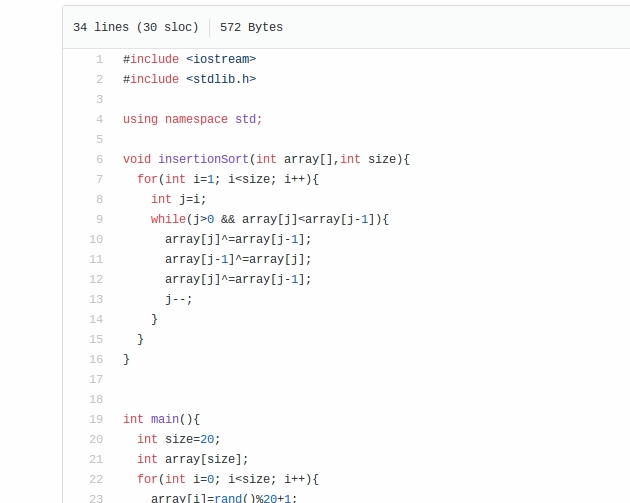 34 lines (30 sloc) 572 Bytes
1 #include <iostream>
2 #include <stdlib.h>
3
4 using namespace std;
5
6 void insertionSort(int array[],int size){
7 for(int i=1; i<size; i++){
8 int j=i;
9 while(j>0 && array[j]<array[j-1]){
10 array[j]^=array[j-1];
11 array[j-1]^=array[j];
12 array[j]^=array[j-1];
13 j--;
14 }
15 }
16 }
17
18
19 int main(){
20 int size=20;
21 int array[size];
22 for(int i=0; i<size; i++){
23 array[i]=rand()%20+1;